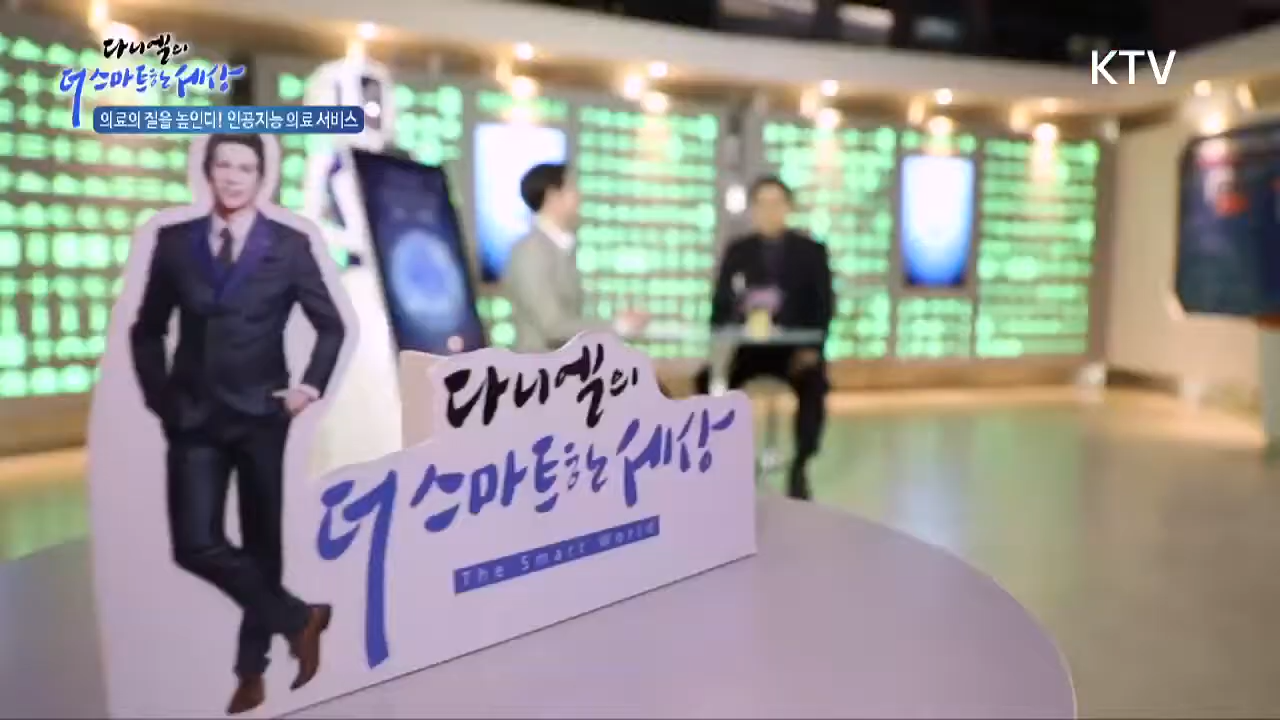 다니엘의
더 스마트한 세상
의료의 질을 높인다! 인공지능 의료 서비스
KTV
다니엘의
더 스마트한 세상
The Smart World